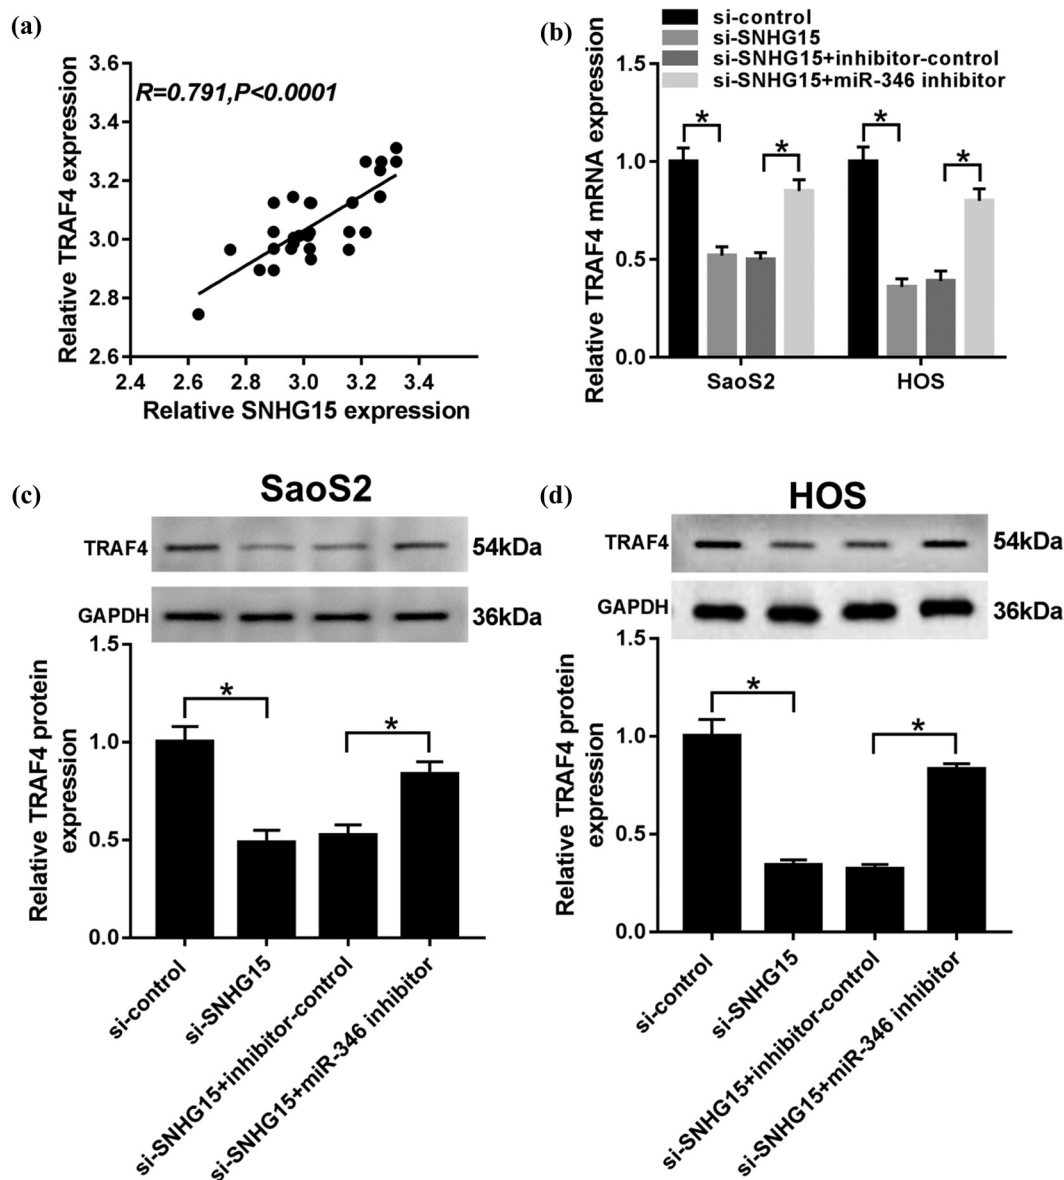 (a)
R=0.791,P<0.0001
Relative TRAF4 expression
3.6
3.4
3.2
3.0
2.8
2.6
2.4 2.6 2.8 3.0 3.2 3.4
Relative SNHG15 expression
(b)
si-control
si-SNHG15
si-SNHG15+inhibitor-control
si-SNHG15+miR-346 inhibitor
Relative TRAF4 mRNA expression
1.5
1.0
0.5
0.0
* * * *
SaoS2 HOS
(c)
SaoS2
TRAF4 54kDa
GAPDH 36kDa
Relative TRAF4 protein
expression
1.5
1.0
0.5
0.0
* *
si-control
si-SNHG15
si-SNHG15+inhibitor-control
si-SNHG15+miR-346 inhibitor
(d)
HOS
TRAF4 54kDa
GAPDH 36kDa
Relative TRAF4 protein
expression
1.5
1.0
0.5
0.0
* *
si-control
si-SNHG15
si-SNHG15+inhibitor-control
si-SNHG15+miR-346 inhibitor